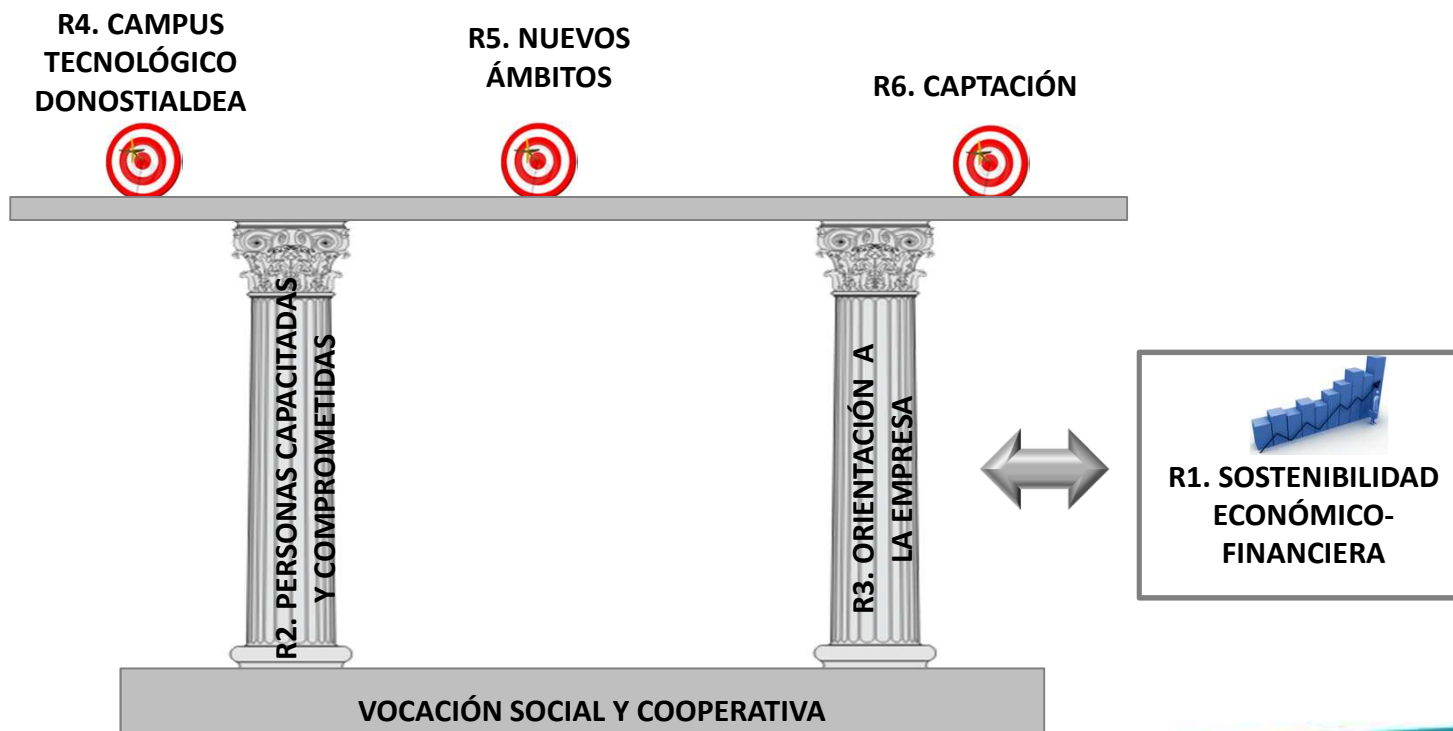 R4. CAMPUS
TECNOLÓGICO
DONOSTIALDEA
R5. NUEVOS
ÁMBITOS
R6. CAPTACIÓN
R2. PERSONAS CAPACITADAS
Y COMPROMETIDAS
R3. ORIENTACIÓN A
LA EMPRESA
R1. SOSTENIBILIDAD
ECONÓMICO-
FINANCIERA
VOCACIÓN SOCIAL Y COOPERATIVA